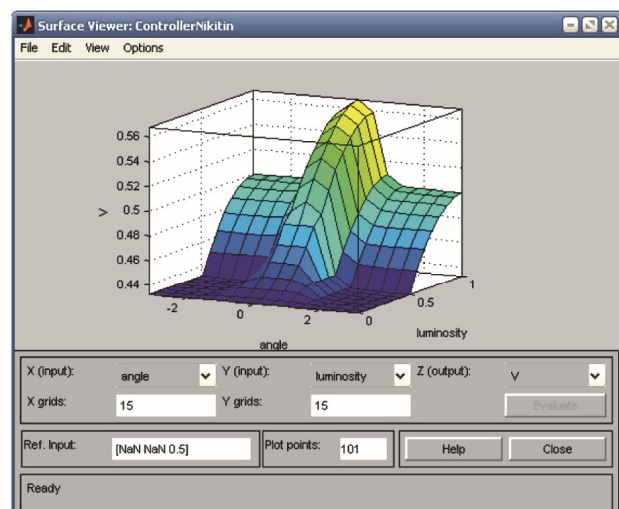 Surface Viewer: ControllerNikitin
File Edit View Options
0.56
0.54
0.52
0.5
0.48
0.46
0.44
V
-2
0
2
angle
0
0.5
1
luminosity
X (input): angle Y (input): luminosity Z (output): V
X grids: 15 Y grids: 15 Evaluate
Ref. Input: [NaN NaN 0.5] Plot points: 101 Help Close
Ready